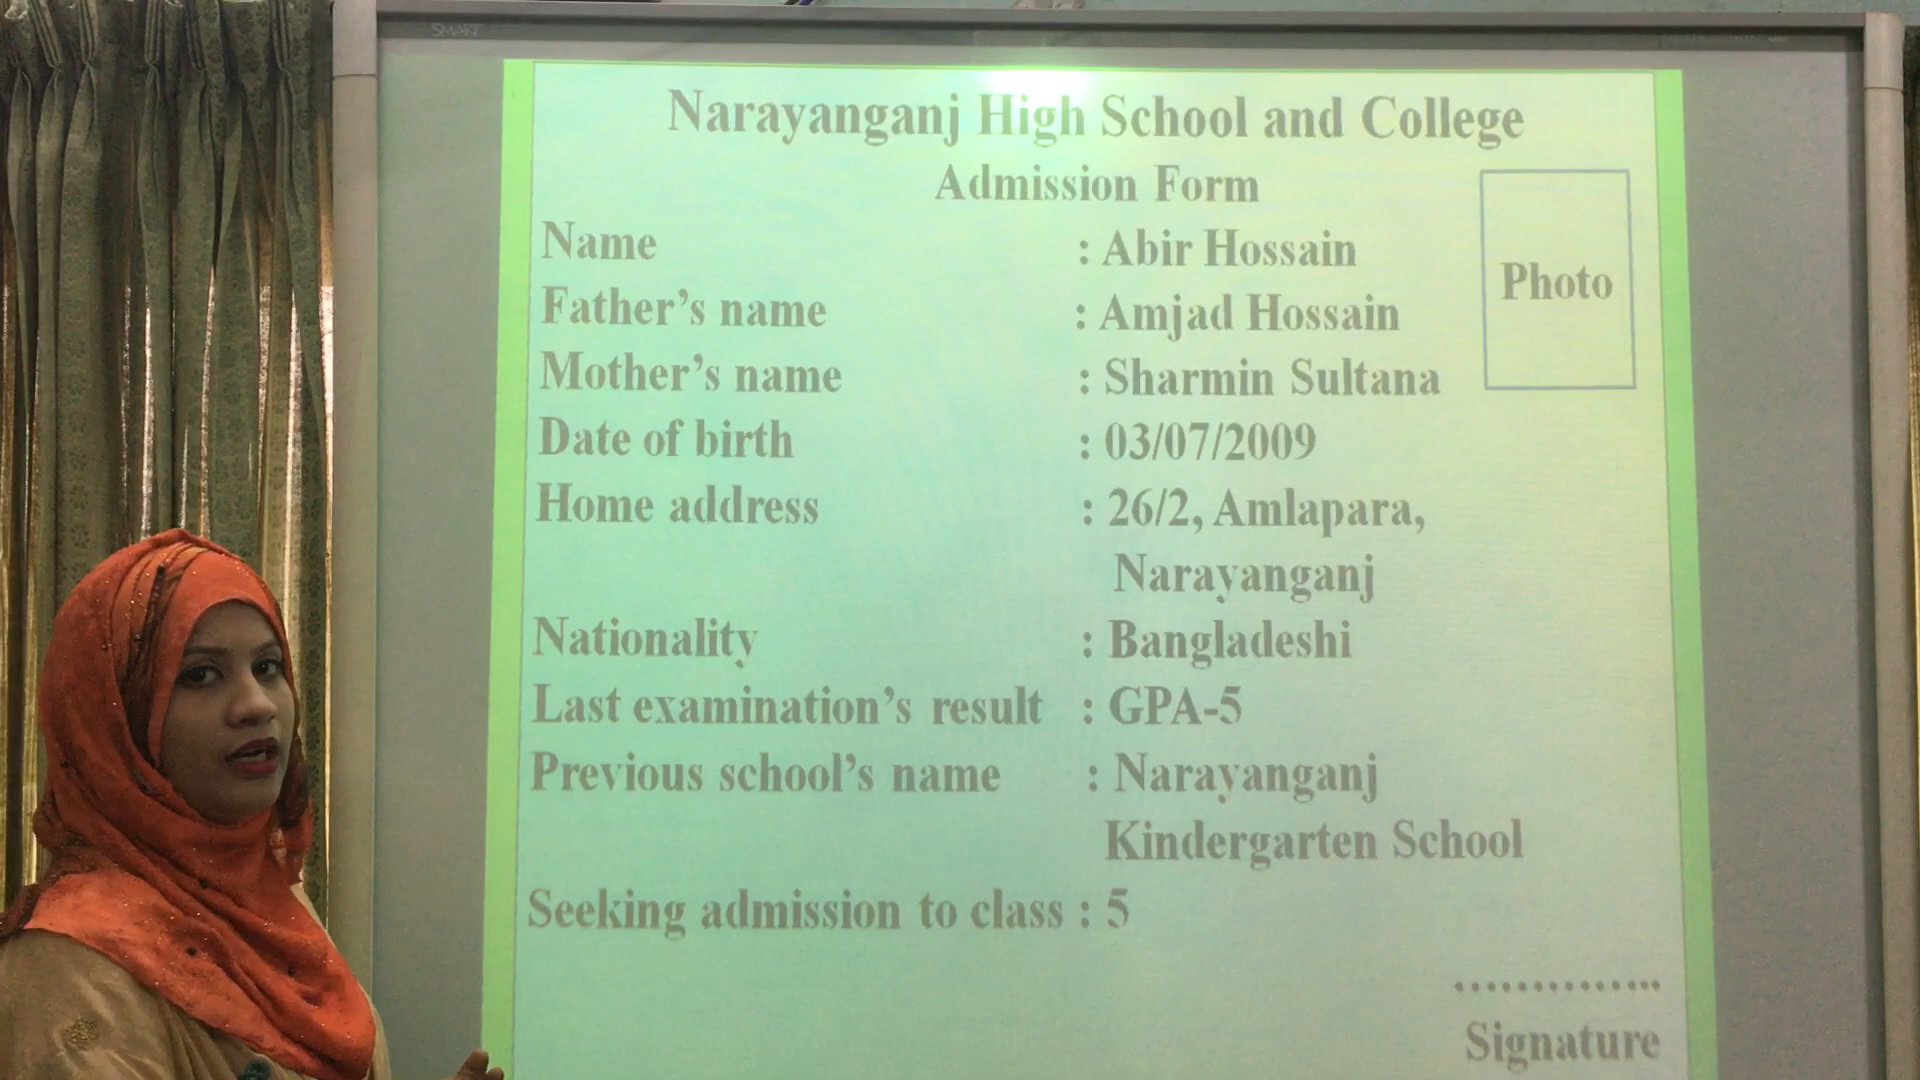 SMART
Narayanganj High School and College
Admission Form
Photo
Name : Abir Hossain
Father’s name : Amjad Hossain
Mother’s name : Sharmin Sultana
Date of birth : 03/07/2009
Home address : 26/2, Amlapara,
Narayanganj
Nationality : Bangladeshi
Last examination’s result : GPA-5
Previous school’s name : Narayanganj
Kindergarten School
Seeking admission to class : 5
...............
Signature